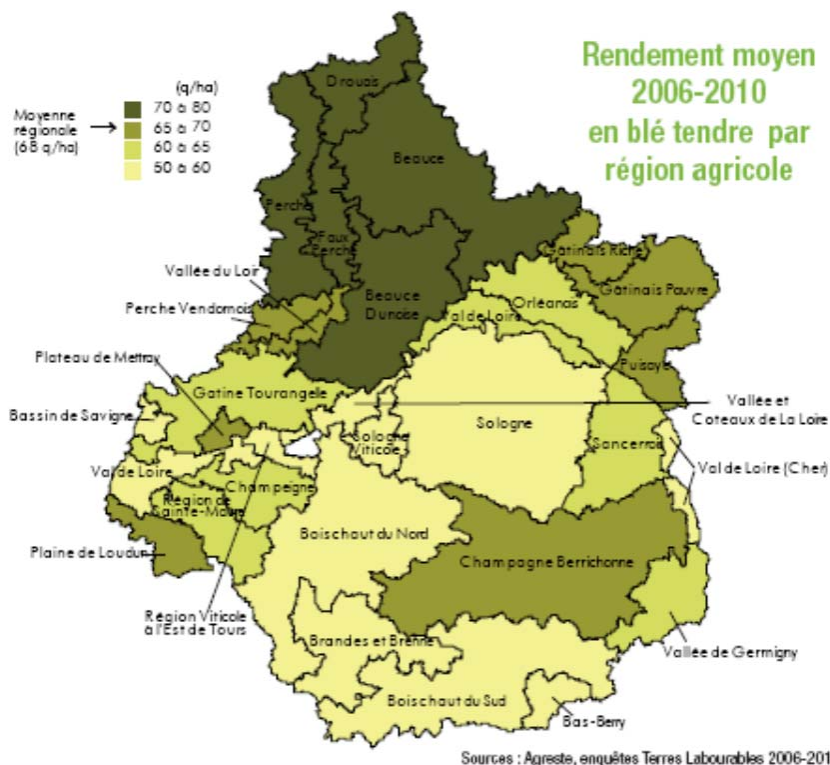 Rendement moyen
2006-2010
en blé tendre par
région agricole
(q/ha)
Moyenne
régionale
(68 q/ha)
70 à 80
65 à 70
60 à 65
50 à 60
Drouais
Beauce
Perche
Faux
Perche
Vallée du Loir
Gâtinais Riche
Gâtinais Pauvre
Beauce
Dunoise
Orléanais
Val de Loire
Perche Vendomois
Plateau de Mettray
Puisaye
Gatine Tourangelle
Bassin de Savigne
Vallée et
Coteaux de La Loire
Sologne
Sologne
Viticole
Sancerrois
Val de Loire
Val de Loire (Cher)
Champeigne
Région de
Sainte-Maure
Boischaut du Nord
Plaine de Loudun
Champagne Berrichonne
Région Viticole
à l'Est de Tours
Brandes et Brenne
Vallée de Germigny
Boischaut du Sud
Bas-Berry
Sources : Agreste, enquêtes Terres Labourables 2006-201